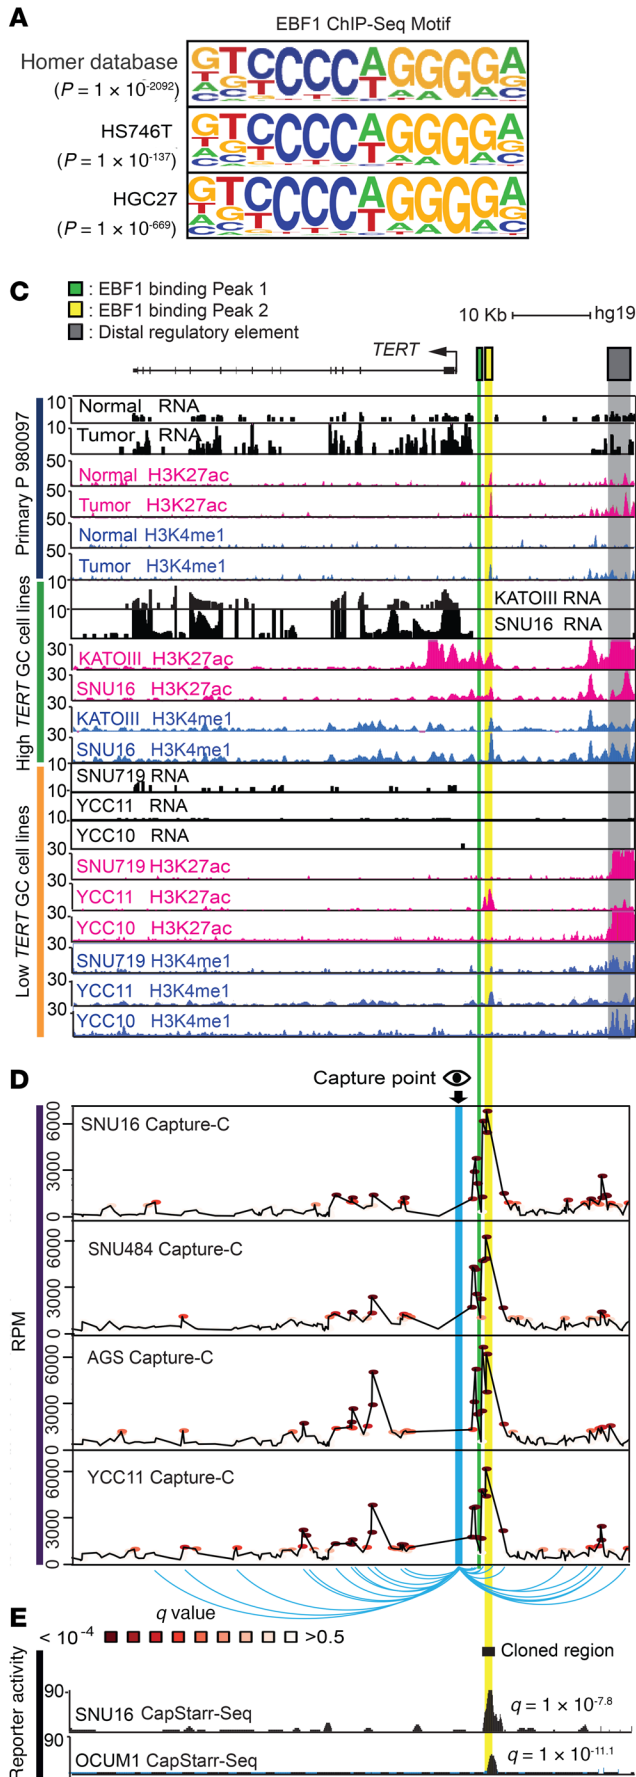 A
EBF1 ChIP-Seq Motif
Homer database
(P = 1 × 10-2092)
HS746T
(P = 1 × 10-137)
HGC27
(P = 1 × 10-669)
C
: EBF1 binding Peak 1
: EBF1 binding Peak 2
: Distal regulatory element
10 Kb
hg19
TERT
Primary P 980097
10
Normal RNA
10
Tumor RNA
50
Normal H3K27ac
50
Tumor H3K27ac
50
Normal H3K4me1
50
Tumor H3K4me1
High TERT GC cell lines
10
KATOIII RNA
10
SNU16 RNA
30
KATOIII H3K27ac
30
SNU16 H3K27ac
30
KATOIII H3K4me1
30
SNU16 H3K4me1
Low TERT GC cell lines
10
SNU719 RNA
10
YCC11 RNA
10
YCC10 RNA
30
SNU719 H3K27ac
30
YCC11 H3K27ac
30
YCC10 H3K27ac
30
SNU719 H3K4me1
30
YCC11 H3K4me1
30
YCC10 H3K4me1
D
Capture point
RPM
SNU16 Capture-C
6000
3000
0
SNU484 Capture-C
6000
3000
0
AGS Capture-C
6000
3000
0
YCC11 Capture-C
6000
3000
0
E
q value
< 10-4
>0.5
Cloned region
Reporter activity
90
SNU16 CapStarr-Seq
q = 1 × 10-7.8
90
OCUM1 CapStarr-Seq
q = 1 × 10-11.1